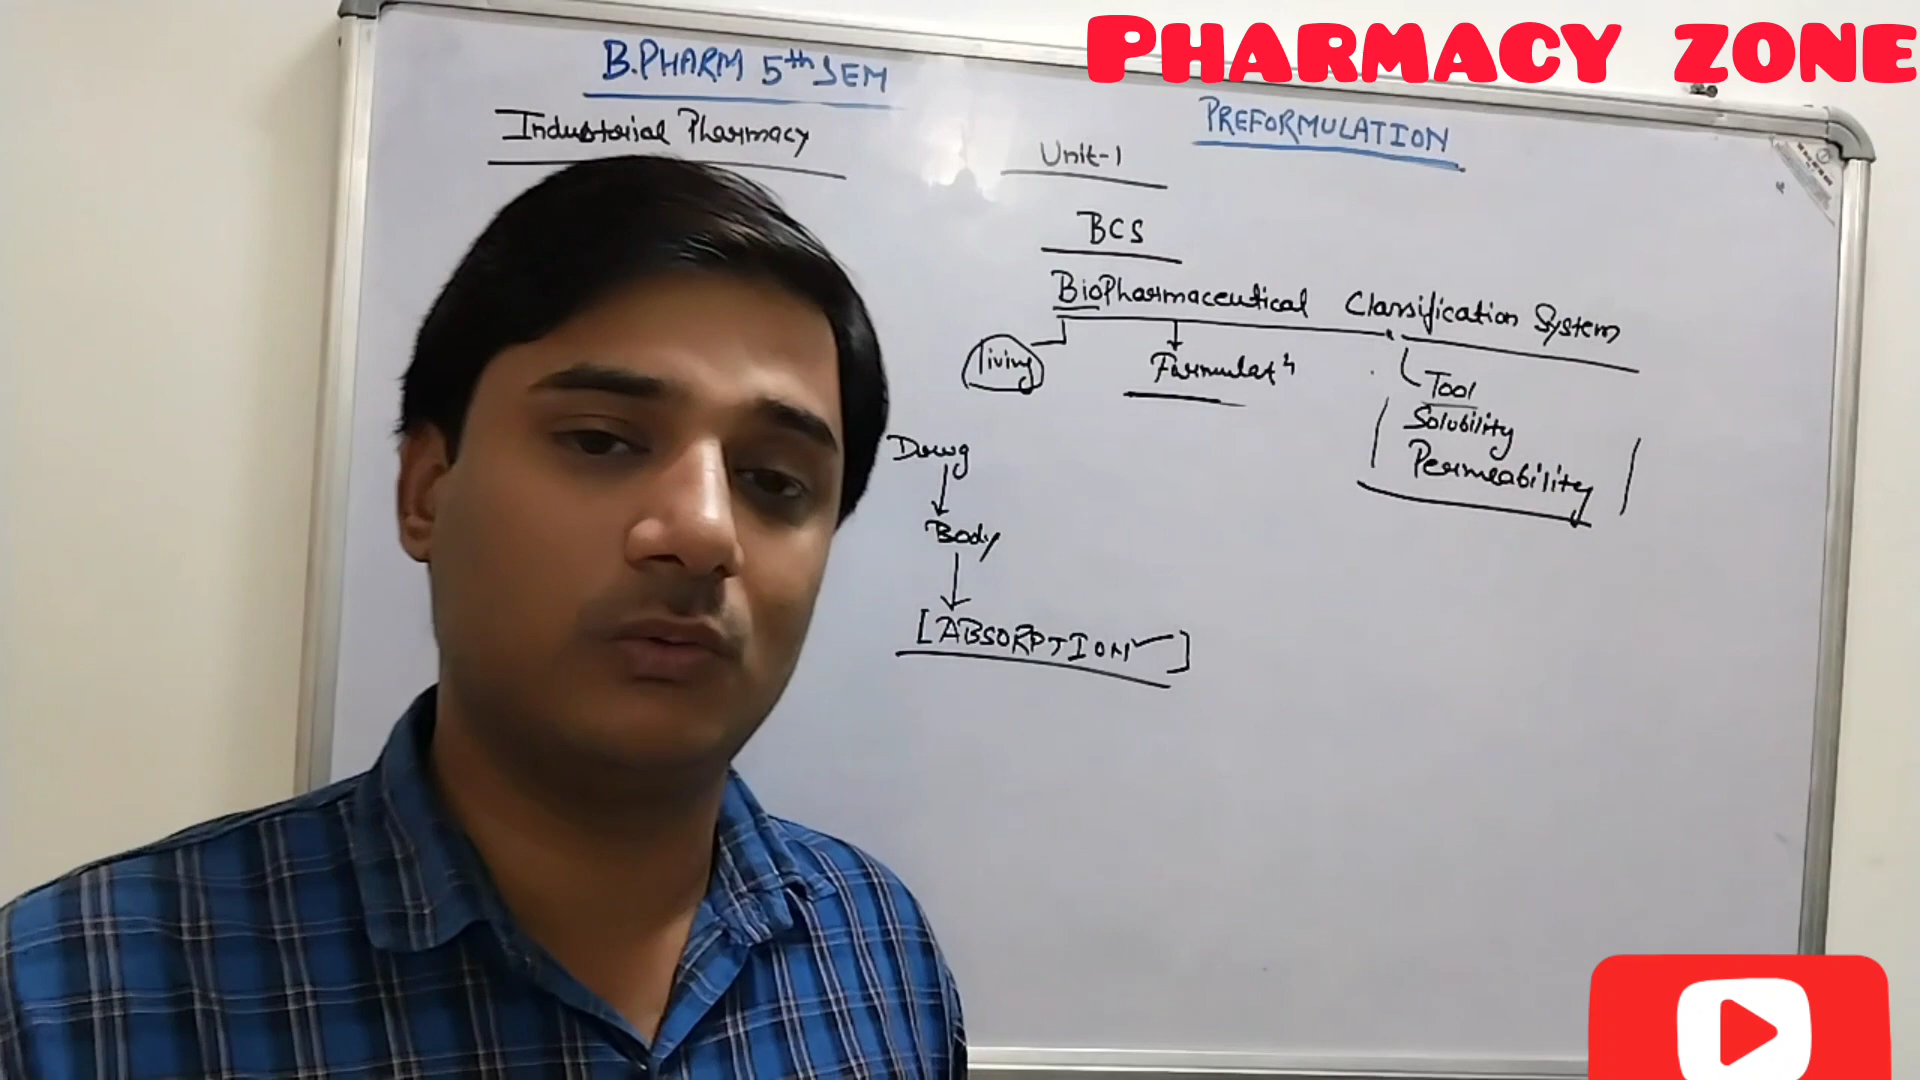 PHARMACY ZONE
B.PHARM 5th SEM
Industrial Pharmacy
Unit-1
PREFORMULATION
BCS
BioPharmaceutical Classification System
living
Formulatn
Tool
Solubility
Permeability
Drug
Body
[ABSORPTION ✓]